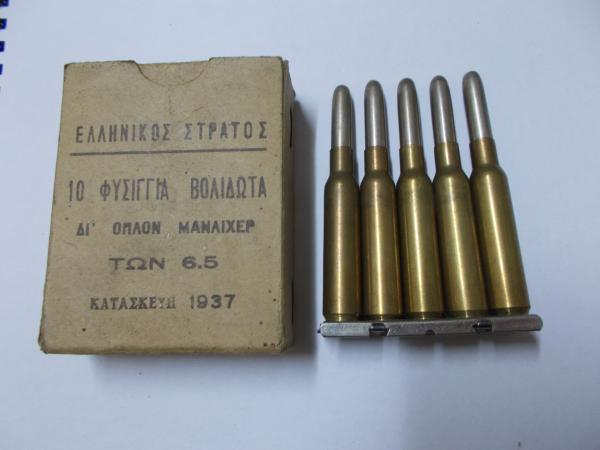 ΕΛΛΗΝΙΚΟΣ ΣΤΡΑΤΟΣ
10 ΦΥΣΙΓΓΙΑ ΒΟΛΙΔΩΤΑ
ΔΙ' ΟΠΛΟΝ ΜΑΝΛΙΧΕΡ
ΤΩΝ 6.5
ΚΑΤΑΣΚΕΥΗ 1937